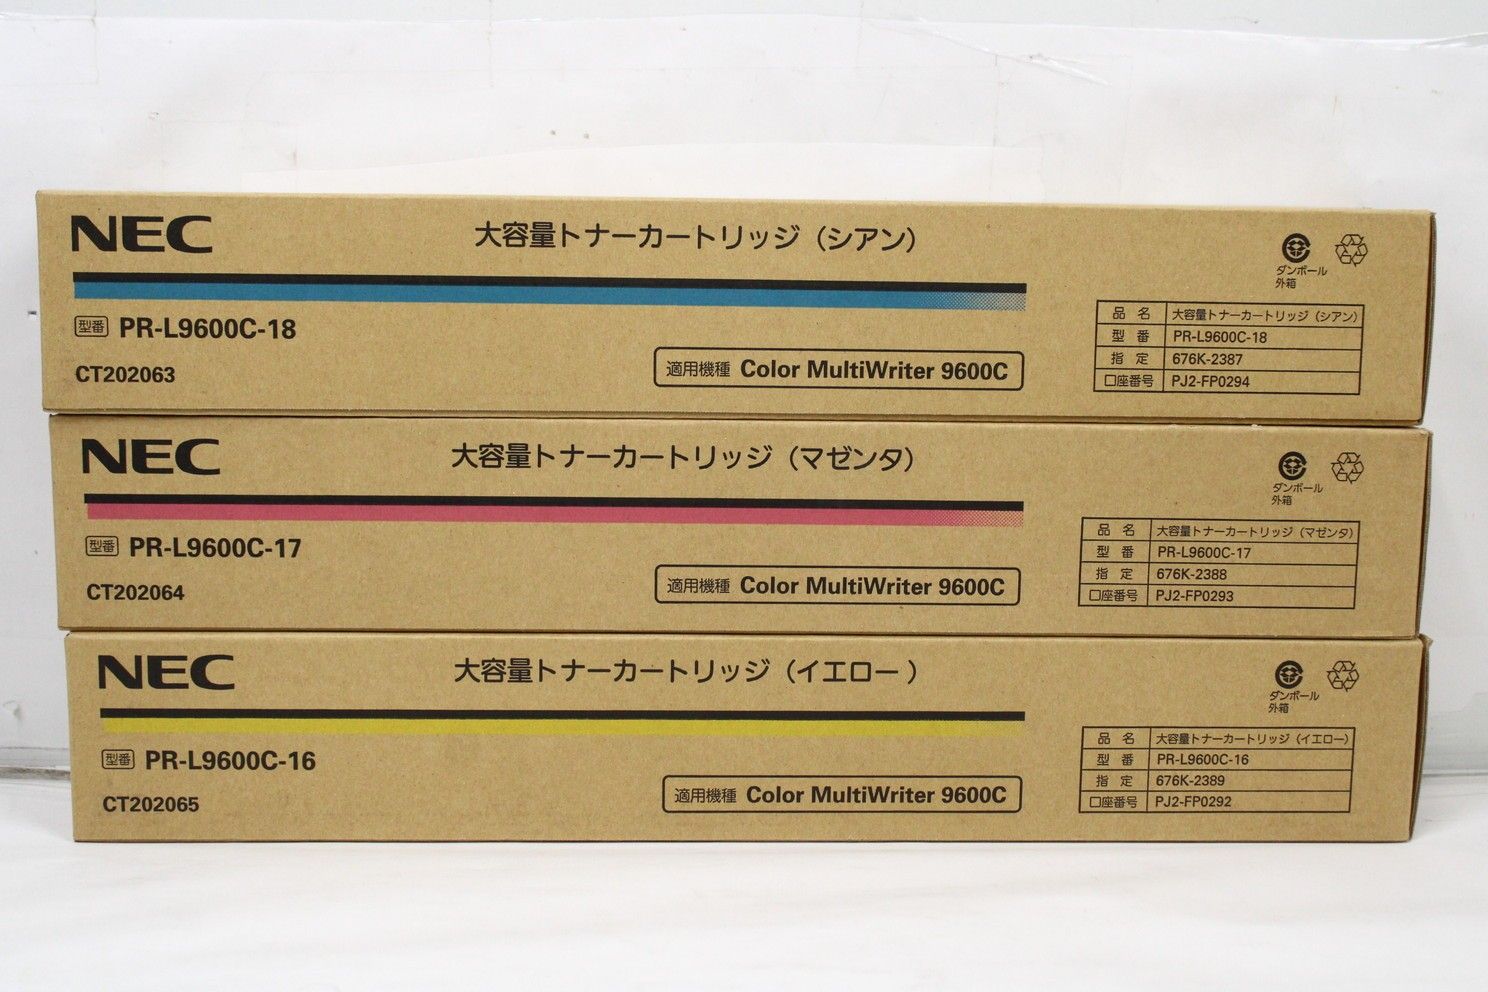 NEC
大容量トナーカートリッジ（シアン）
型番 PR-L9600C-18
CT202063
適用機種 Color MultiWriter 9600C
ダンボール
外箱
品 名 大容量トナーカートリッジ（シアン）
型 番 PR-L9600C-18
指 定 676K-2387
口座番号 PJ2-FP0294
NEC
大容量トナーカートリッジ（マゼンタ）
型番 PR-L9600C-17
CT202064
適用機種 Color MultiWriter 9600C
ダンボール
外箱
品 名 大容量トナーカートリッジ（マゼンタ）
型 番 PR-L9600C-17
指 定 676K-2388
口座番号 PJ2-FP0293
NEC
大容量トナーカートリッジ（イエロー）
型番 PR-L9600C-16
CT202065
適用機種 Color MultiWriter 9600C
ダンボール
外箱
品 名 大容量トナーカートリッジ（イエロー）
型 番 PR-L9600C-16
指 定 676K-2389
口座番号 PJ2-FP0292